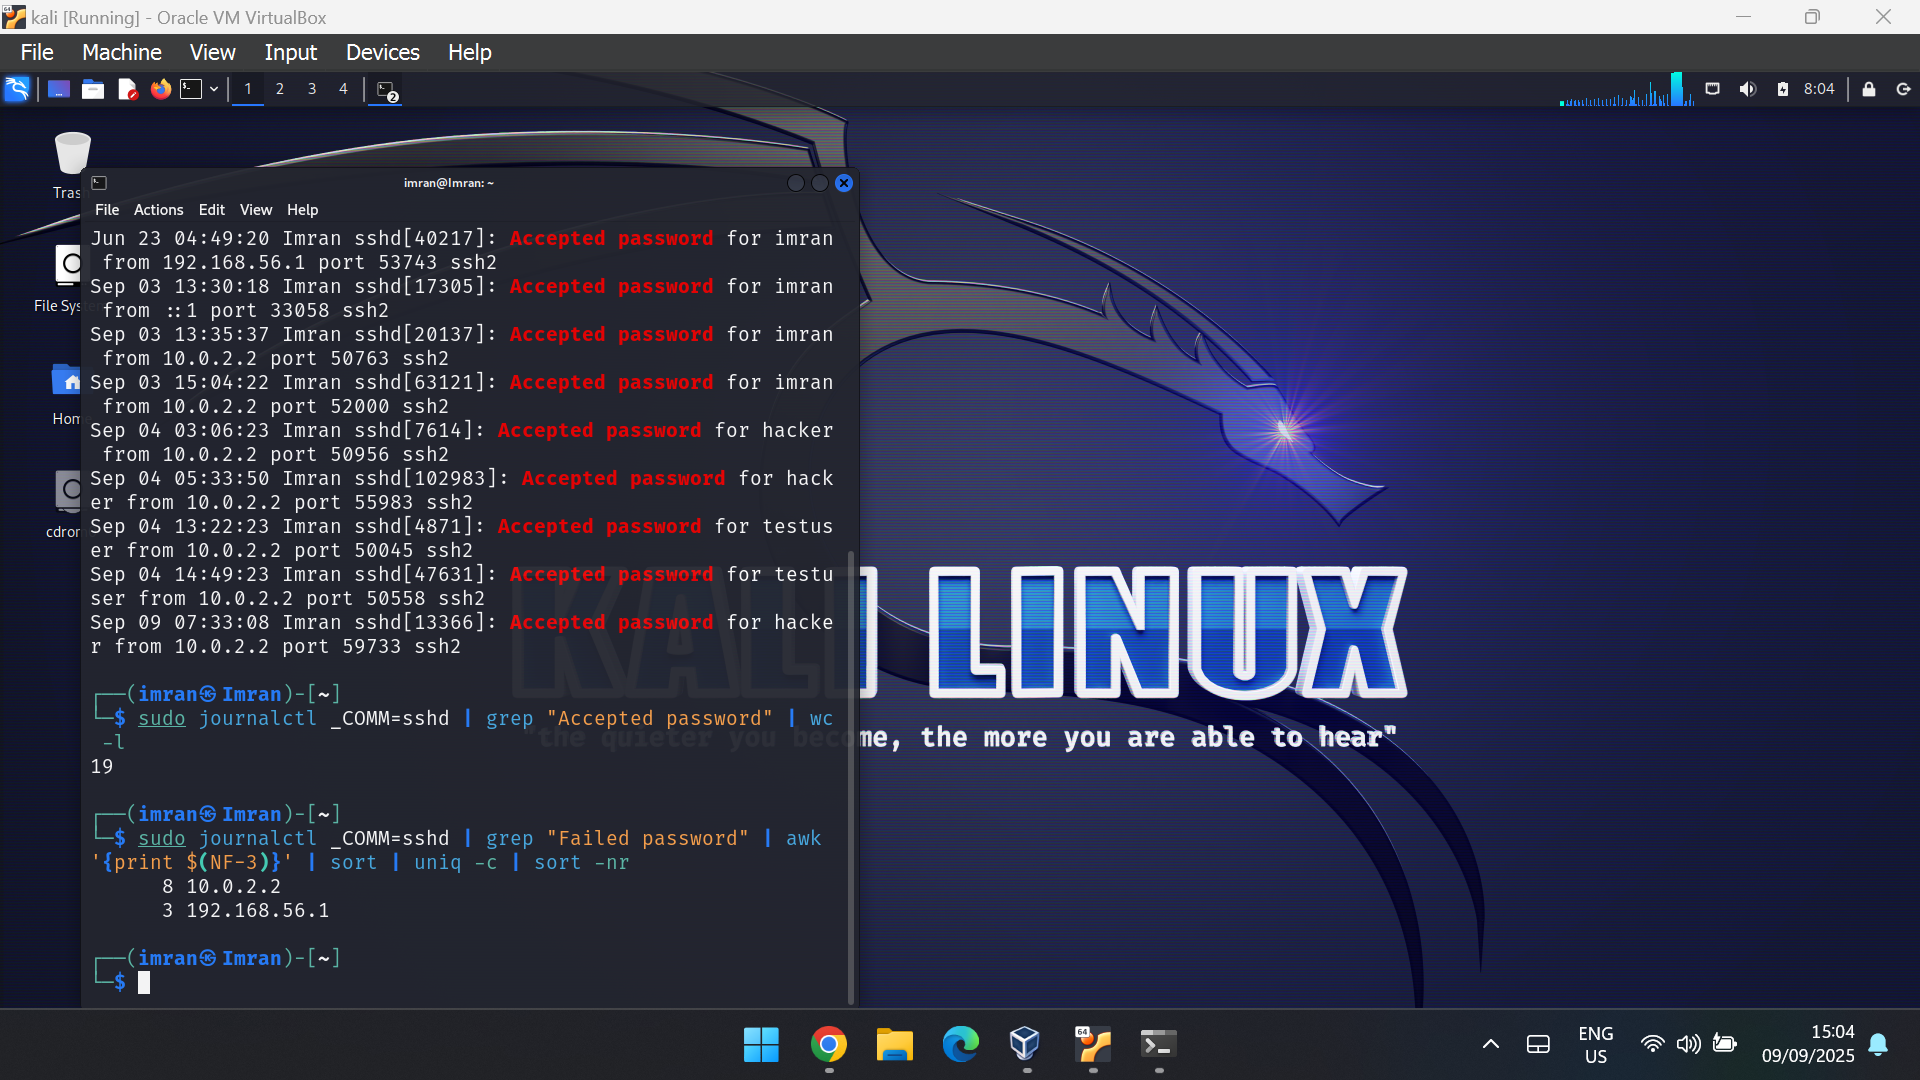 kali [Running] - Oracle VM VirtualBox
File Machine View Input Devices Help
1 2 3 4 2 8:04
Trash
File Sys
Hom
cdrom
imran@Imran: ~
File Actions Edit View Help
Jun 23 04:49:20 Imran sshd[40217]: Accepted password for imran
from 192.168.56.1 port 53743 ssh2
Sep 03 13:30:18 Imran sshd[17305]: Accepted password for imran
from ::1 port 33058 ssh2
Sep 03 13:35:37 Imran sshd[20137]: Accepted password for imran
from 10.0.2.2 port 50763 ssh2
Sep 03 15:04:22 Imran sshd[63121]: Accepted password for imran
from 10.0.2.2 port 52000 ssh2
Sep 04 03:06:23 Imran sshd[7614]: Accepted password for hacker
from 10.0.2.2 port 50956 ssh2
Sep 04 05:33:50 Imran sshd[102983]: Accepted password for hack
er from 10.0.2.2 port 55983 ssh2
Sep 04 13:22:23 Imran sshd[4871]: Accepted password for testus
er from 10.0.2.2 port 50045 ssh2
Sep 04 14:49:23 Imran sshd[47631]: Accepted password for testu
ser from 10.0.2.2 port 50558 ssh2
Sep 09 07:33:08 Imran sshd[13366]: Accepted password for hacke
r from 10.0.2.2 port 59733 ssh2
┌──(imran㉿Imran)-[~]
└─$ sudo journalctl _COMM=sshd | grep "Accepted password" | wc
-l
19
┌──(imran㉿Imran)-[~]
└─$ sudo journalctl _COMM=sshd | grep "Failed password" | awk
'{print $(NF-3)}' | sort | uniq -c | sort -nr
8 10.0.2.2
3 192.168.56.1
┌──(imran㉿Imran)-[~]
└─$
KALI LINUX
"the quieter you become, the more you are able to hear"
64
ENG
US
15:04
09/09/2025